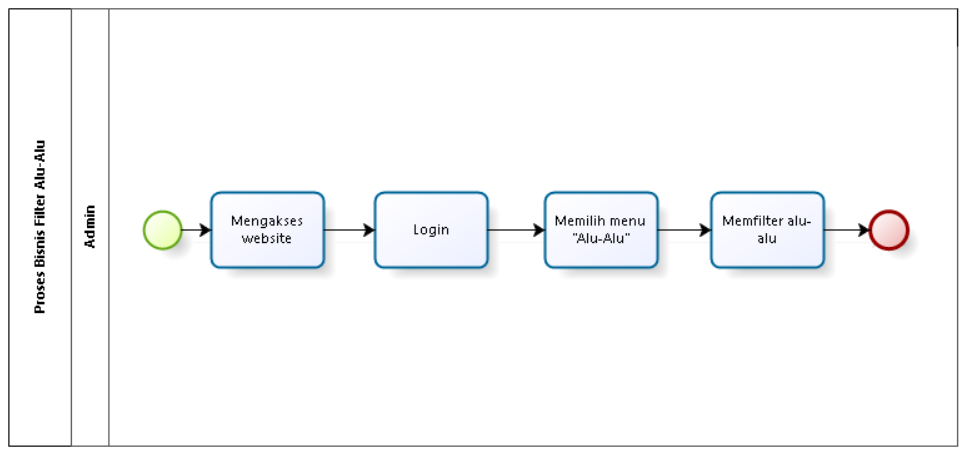 Proses Bisnis Filter Alu-Alu
Admin
Mengakses
website
Login
Memilih menu
"Alu-Alu"
Memfilter alu-
alu